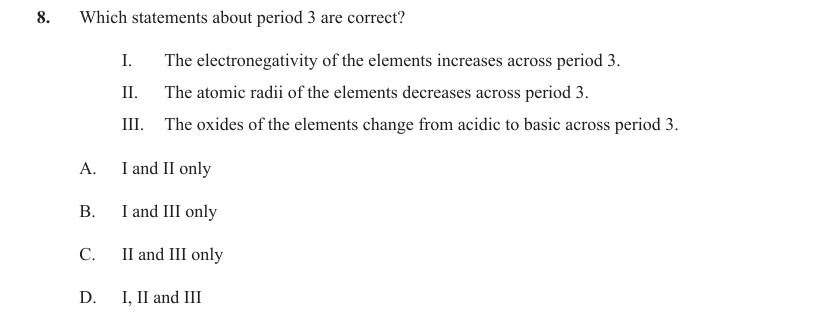 8. Which statements about period 3 are correct?
I. The electronegativity of the elements increases across period 3.
II. The atomic radii of the elements decreases across period 3.
III. The oxides of the elements change from acidic to basic across period 3.
A. I and II only
B. I and III only
C. II and III only
D. I, II and III